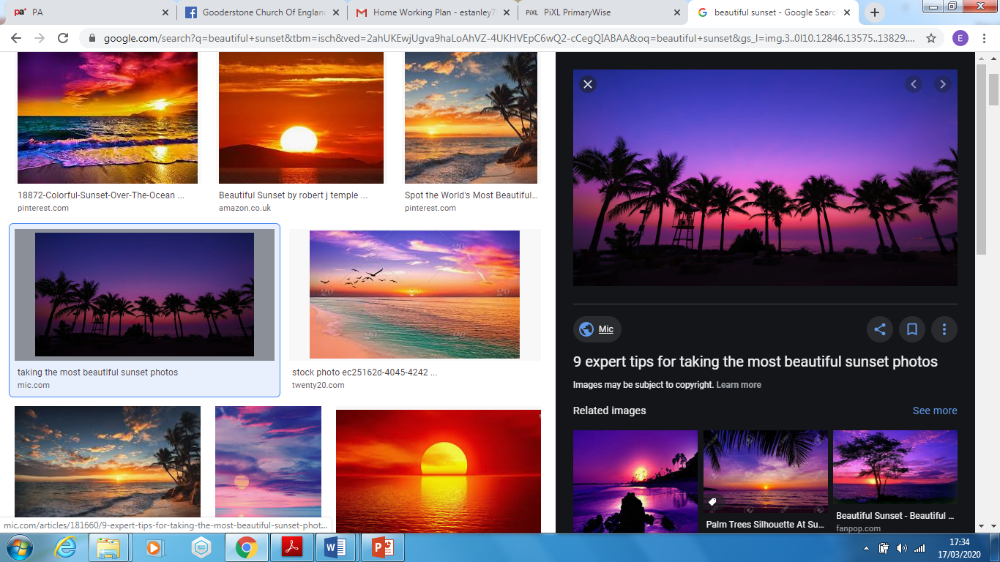 pa+ PA
Gooderstone Church Of England
Home Working Plan - estanley7
PiXL PiXL PrimaryWise
beautiful sunset - Google Search
google.com/search?q=beautiful+sunset&tbm=isch&ved=2ahUKEwjUgva9haLoAhVZ-4UKHVEpC6wQ2-cCegQIABAA&oq=beautiful+sunset&gs_l=img.3..0l10.12846.13575..13829....
E
18872-Colorful-Sunset-Over-The-Ocean ...
pinterest.com
Beautiful Sunset by robert j temple ...
amazon.co.uk
Spot the World's Most Beautiful...
pinterest.com
taking the most beautiful sunset photos
mic.com
stock photo ec25162d-4045-4242 ...
twenty20.com
Mic
9 expert tips for taking the most beautiful sunset photos
Images may be subject to copyright. Learn more
Related images
See more
Palm Trees Silhouette At Su...
Beautiful Sunset - Beautiful ...
fanpop.com
mic.com/articles/181660/9-expert-tips-for-taking-the-most-beautiful-sunset-phot...
17:34
17/03/2020